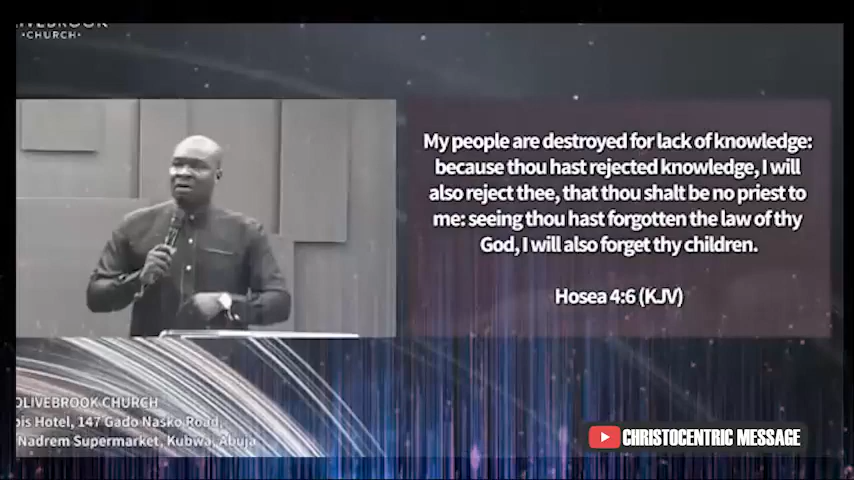 OLIVEBROOK
•CHURCH•
My people are destroyed for lack of knowledge:
because thou hast rejected knowledge, I will
also reject thee, that thou shalt be no priest to
me: seeing thou hast forgotten the law of thy
God, I will also forget thy children.
Hosea 4:6 (KJV)
OLIVEBROOK CHURCH
Hotel, 147 Gado Nasko Road,
Nadrem Supermarket, Kubwa, Abuja
CHRISTOCENTRIC MESSAGE